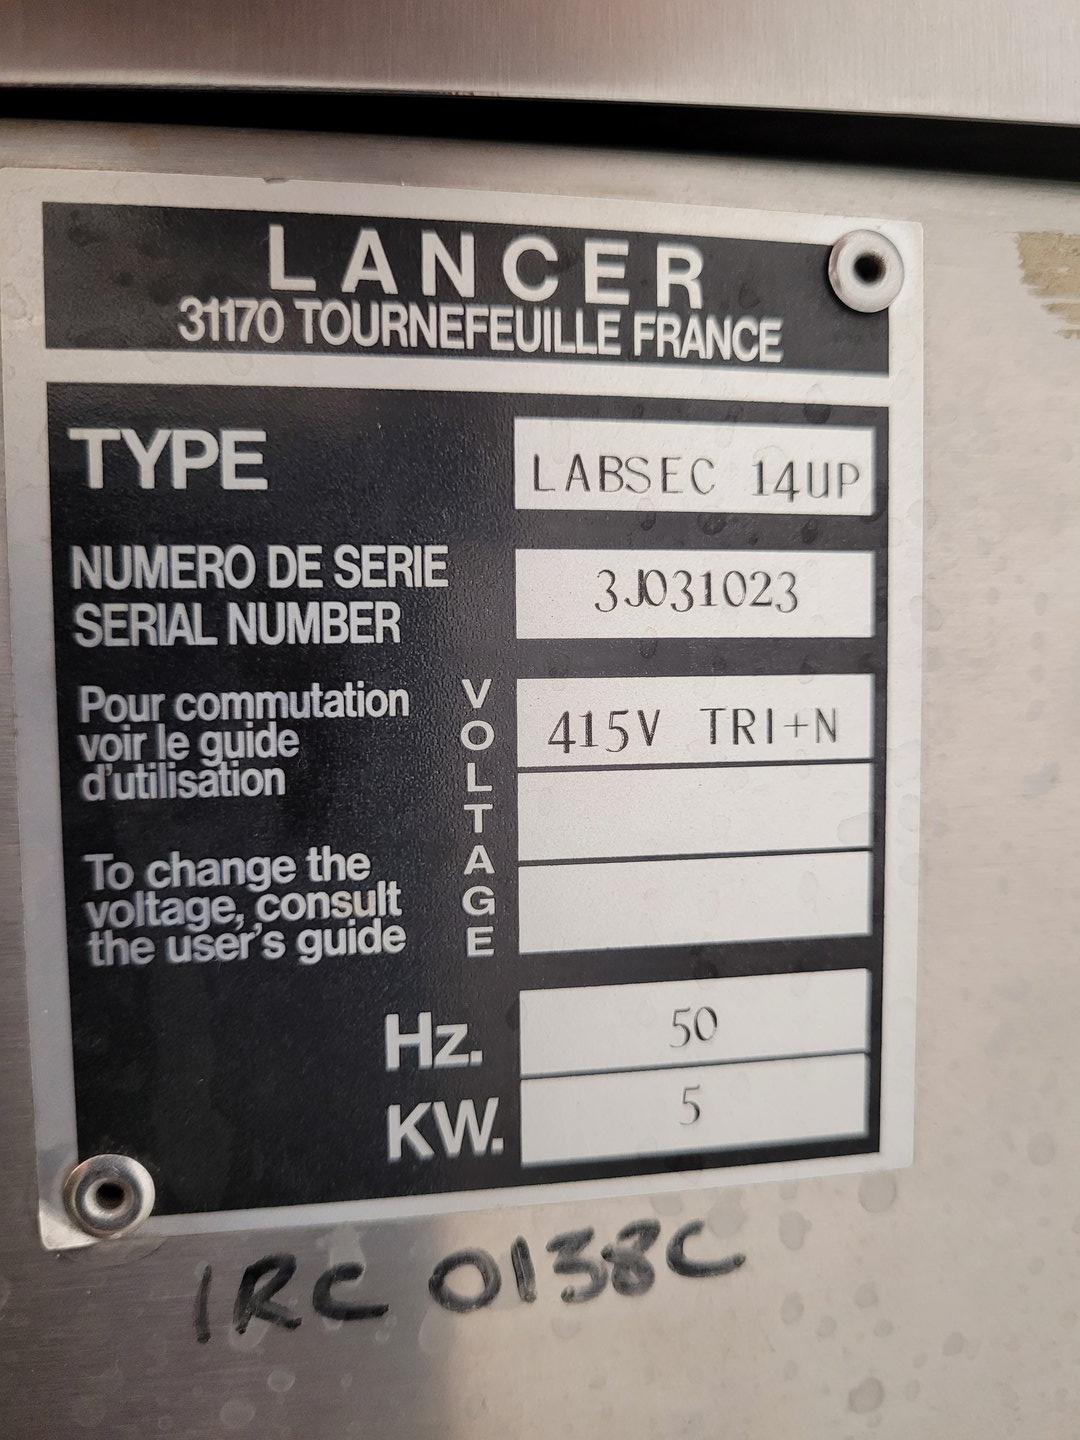 LANCER
31170 TOURNEFEUILLE FRANCE
TYPE LABSEC 14UP
NUMERO DE SERIE
SERIAL NUMBER
3J031023
Pour commutation
voir le guide
d'utilisation
To change the
voltage, consult
the user's guide
VOLTAGE
415V TRI+N
Hz. 50
KW. 5
IRC 0138C